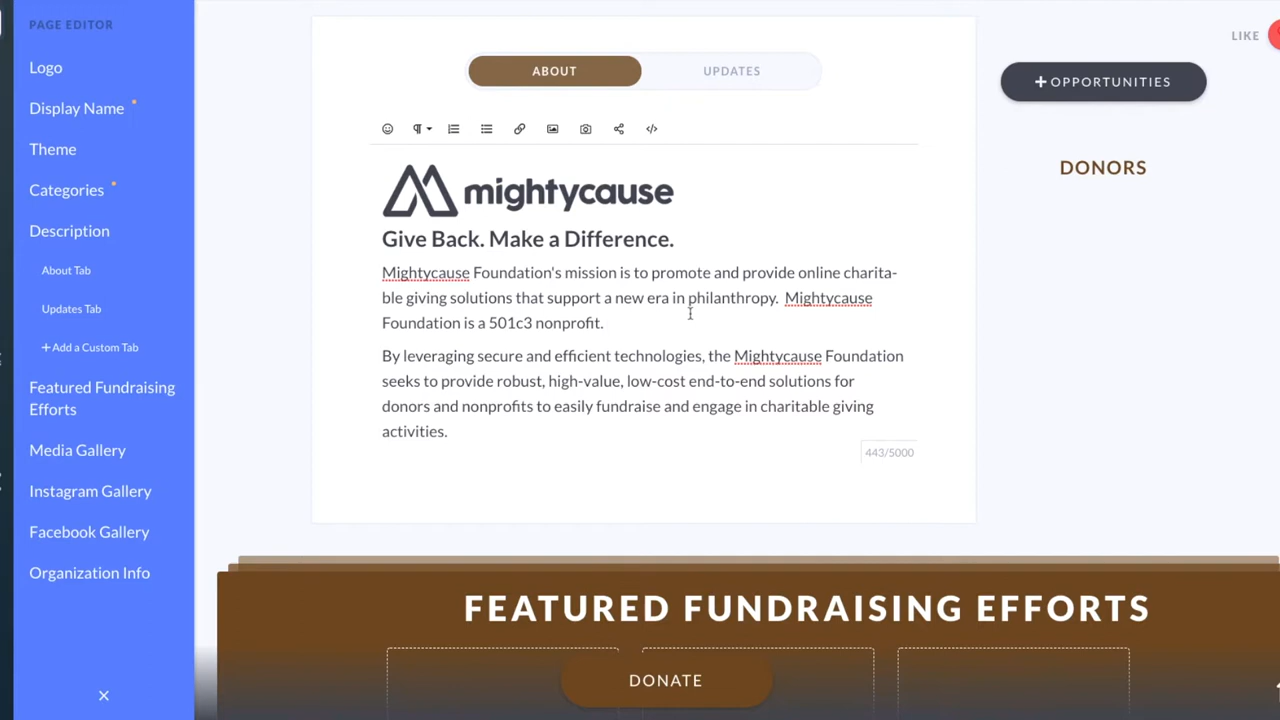 PAGE EDITOR
Logo
Display Name *
Theme
Categories *
Description
About Tab
Updates Tab
+ Add a Custom Tab
Featured Fundraising
Efforts
Media Gallery
Instagram Gallery
Facebook Gallery
Organization Info
ABOUT
UPDATES
mightycause
Give Back. Make a Difference.
Mightycause Foundation's mission is to promote and provide online charita-
ble giving solutions that support a new era in philanthropy. Mightycause
Foundation is a 501c3 nonprofit.
By leveraging secure and efficient technologies, the Mightycause Foundation
seeks to provide robust, high-value, low-cost end-to-end solutions for
donors and nonprofits to easily fundraise and engage in charitable giving
activities.
443/5000
LIKE
+ OPPORTUNITIES
DONORS
FEATURED FUNDRAISING EFFORTS
DONATE